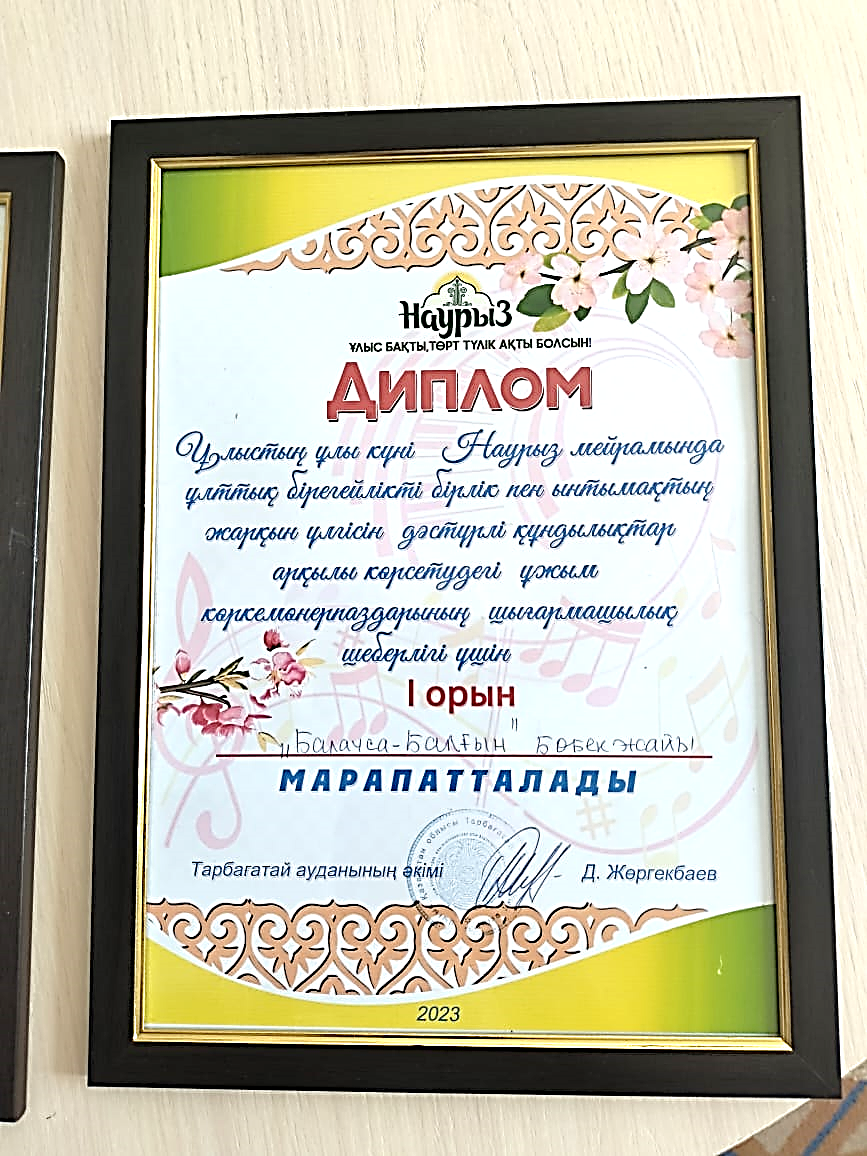 Наурыз
ҰЛЫС БАҚТЫ,ТӨРТ ТҮЛІК АҚТЫ БОЛСЫН!
ДИПЛОМ
Ұлыстың ұлы күні Наурыз мейрамында
ұлттық бірегейлікті бірлік пен ынтымақтың
жарқын үлгісін дәстүрлі құндылықтар
арқылы көрсетудегі ұжым
көркемөнерпаздарының шығармашылық
шеберлігі үшін
І орын
„Балауса-Балғын" бөбекжайы
МАРАПАТТАЛАДЫ
Тарбағатай ауданының әкімі Д. Жөргекбаев
2023